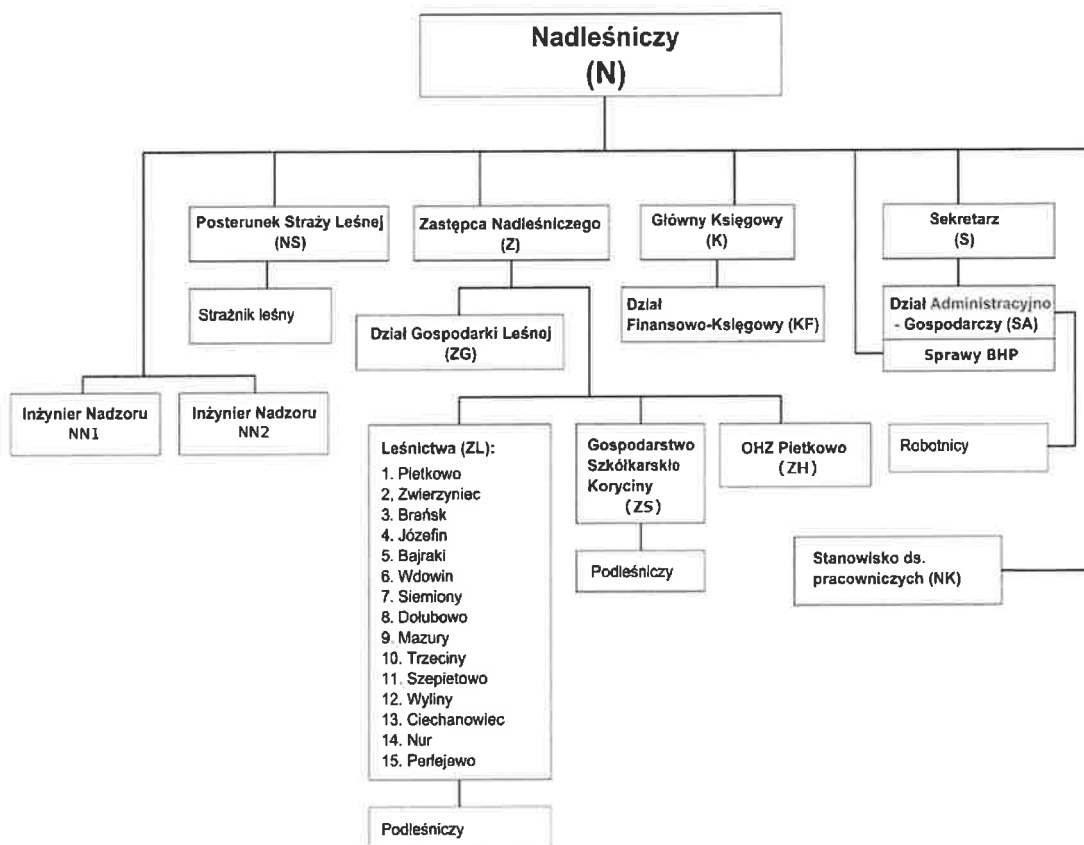 Nadleśniczy
(N)
Posterunek Straży Leśnej
(NS)
Zastępca Nadleśniczego
(Z)
Główny Księgowy
(K)
Sekretarz
(S)
Strażnik leśny
Dział Gospodarki Leśnej
(ZG)
Dział
Finansowo-Księgowy (KF)
Dział Administracyjno
- Gospodarczy (SA)
Sprawy BHP
Inżynier Nadzoru
NN1
Inżynier Nadzoru
NN2
Leśnictwa (ZL):
1. Pietkowo
2, Zwierzyniec
3. Brańsk
4. Józefin
5. Bajraki
6. Wdowin
7. Siemiony
8. Dołubowo
9. Mazury
10. Trzeciny
11. Szepietowo
12. Wyliny
13. Ciechanowiec
14. Nur
15. Perfejewo
Podleśniczy
Gospodarstwo
Szkółkarskie
Koryciny
(ZS)
Podleśniczy
OHZ Pietkowo
(ZH)
Robotnicy
Stanowisko ds.
pracowniczych (NK)